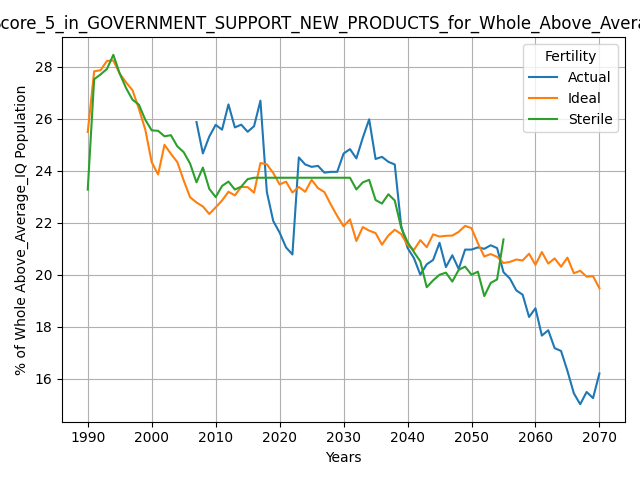 core_5_in_GOVERNMENT_SUPPORT_NEW_PRODUCTS_for_Whole_Above_Avera
% of Whole Above_Average_IQ Population
28
26
24
22
20
18
16
Fertility
Actual
Ideal
Sterile
1990 2000 2010 2020 2030 2040 2050 2060 2070
Years